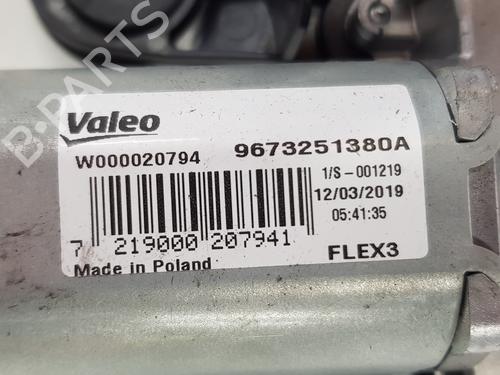 Valeo
W000020794 9673251380A
1/S-001219
12/03/2019
05:41:35
7 219000 207941
Made in Poland
FLEX3
B-PARTS
B-PARTS